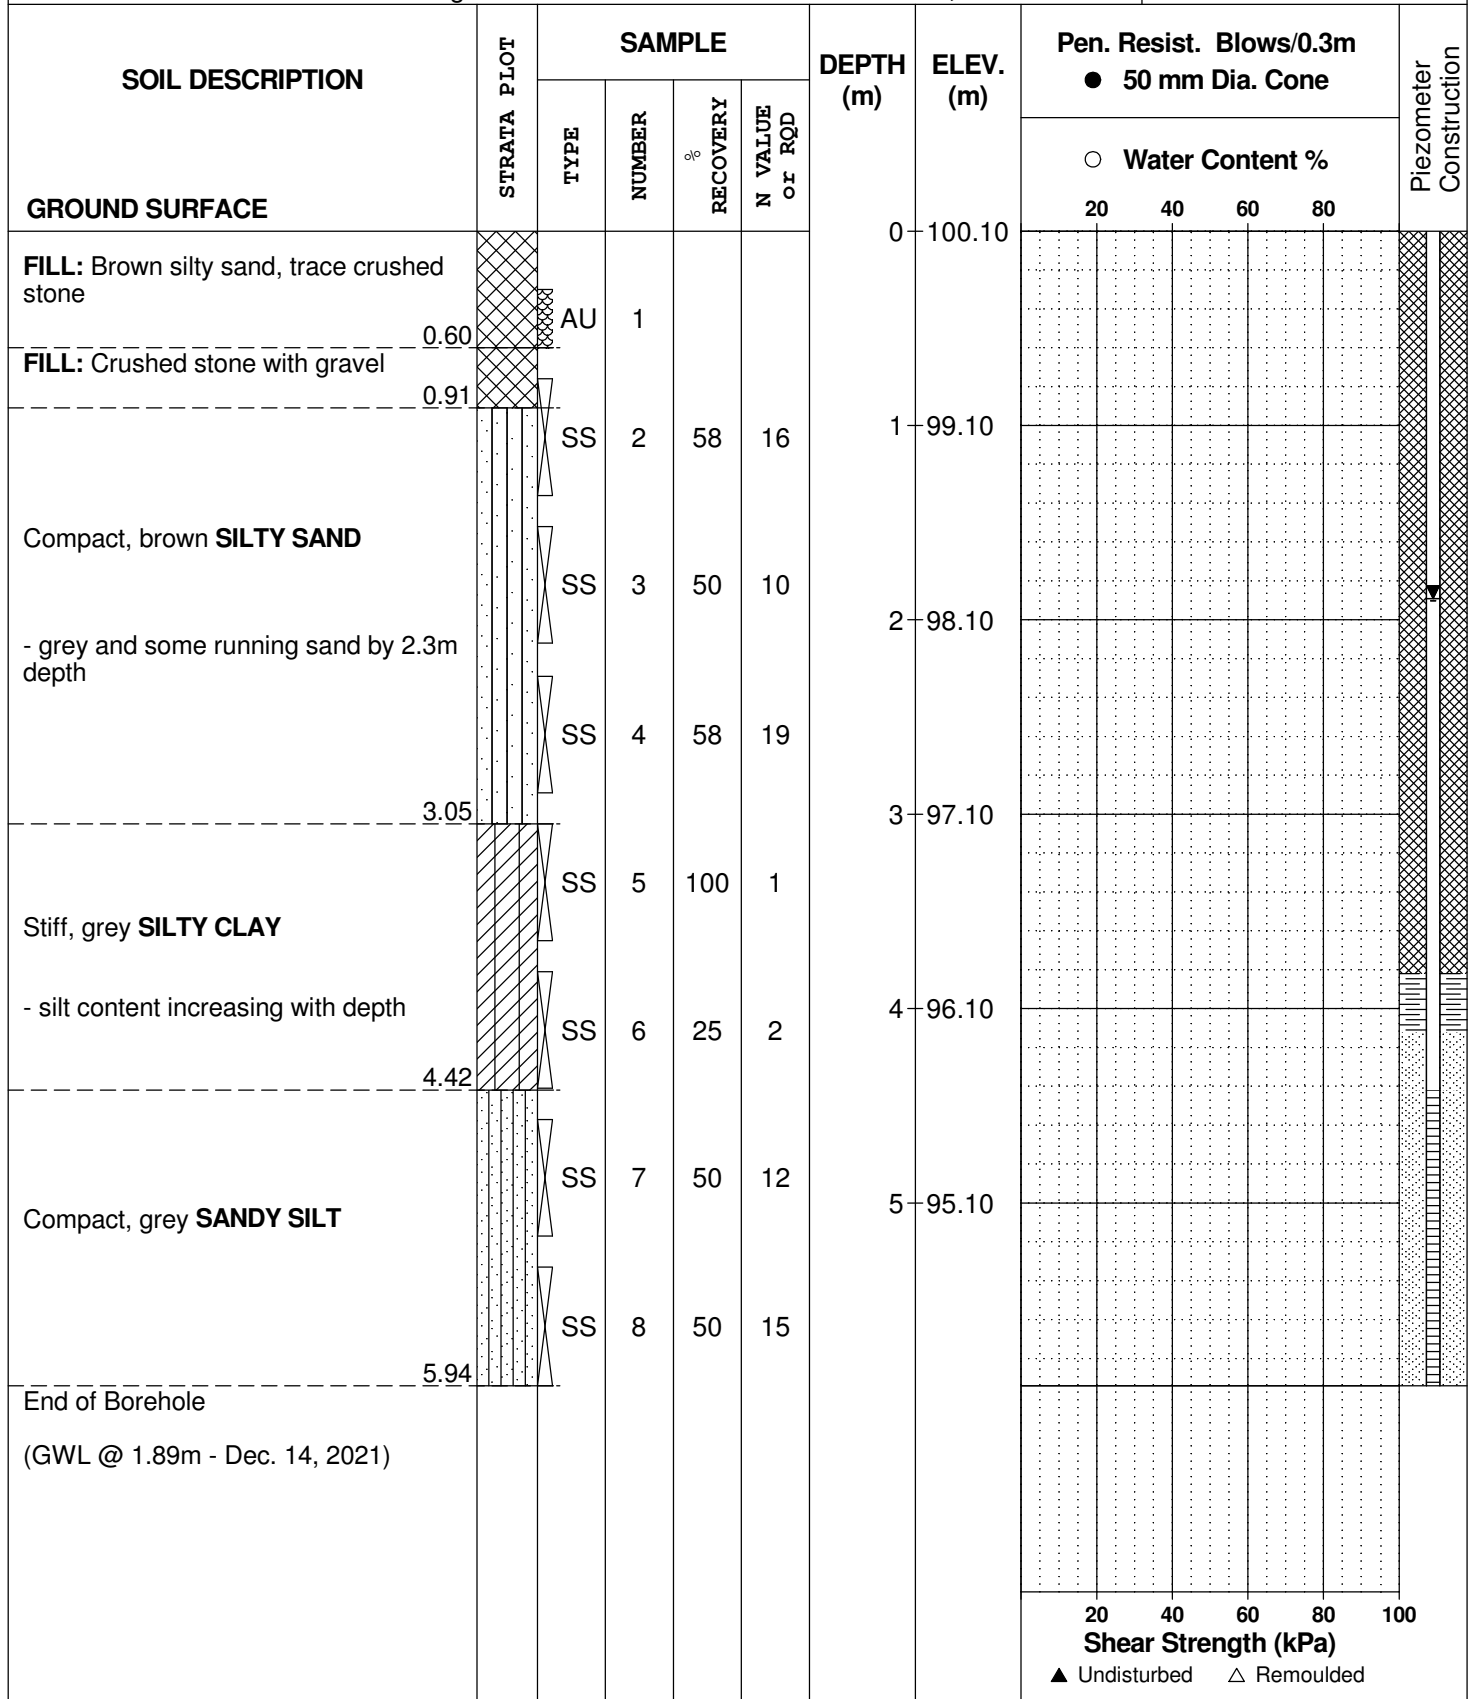 SOIL DESCRIPTION
GROUND SURFACE
STRATA PLOT
SAMPLE
TYPE
NUMBER
%
RECOVERY
N VALUE
or RQD
DEPTH
(m)
ELEV.
(m)
Pen. Resist. Blows/0.3m
● 50 mm Dia. Cone
○ Water Content %
20 40 60 80
Piezometer
Construction
0 100.10
FILL: Brown silty sand, trace crushed
stone
0.60
AU 1
FILL: Crushed stone with gravel
0.91
SS 2 58 16
1 99.10
Compact, brown SILTY SAND
SS 3 50 10
2 98.10
- grey and some running sand by 2.3m
depth
SS 4 58 19
3.05
3 97.10
SS 5 100 1
Stiff, grey SILTY CLAY
- silt content increasing with depth
4 96.10
SS 6 25 2
4.42
SS 7 50 12
5 95.10
Compact, grey SANDY SILT
SS 8 50 15
5.94
End of Borehole
(GWL @ 1.89m - Dec. 14, 2021)
20 40 60 80 100
Shear Strength (kPa)
▲ Undisturbed △ Remoulded